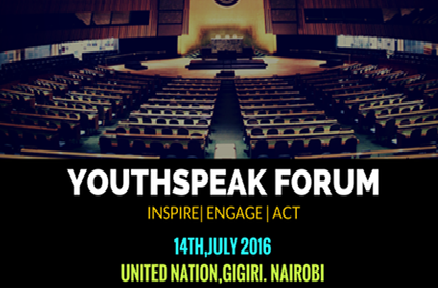 YOUTHSPEAK FORUM
INSPIRE| ENGAGE | ACT
14TH,JULY 2016
UNITED NATION,GIGIRI. NAIROBI